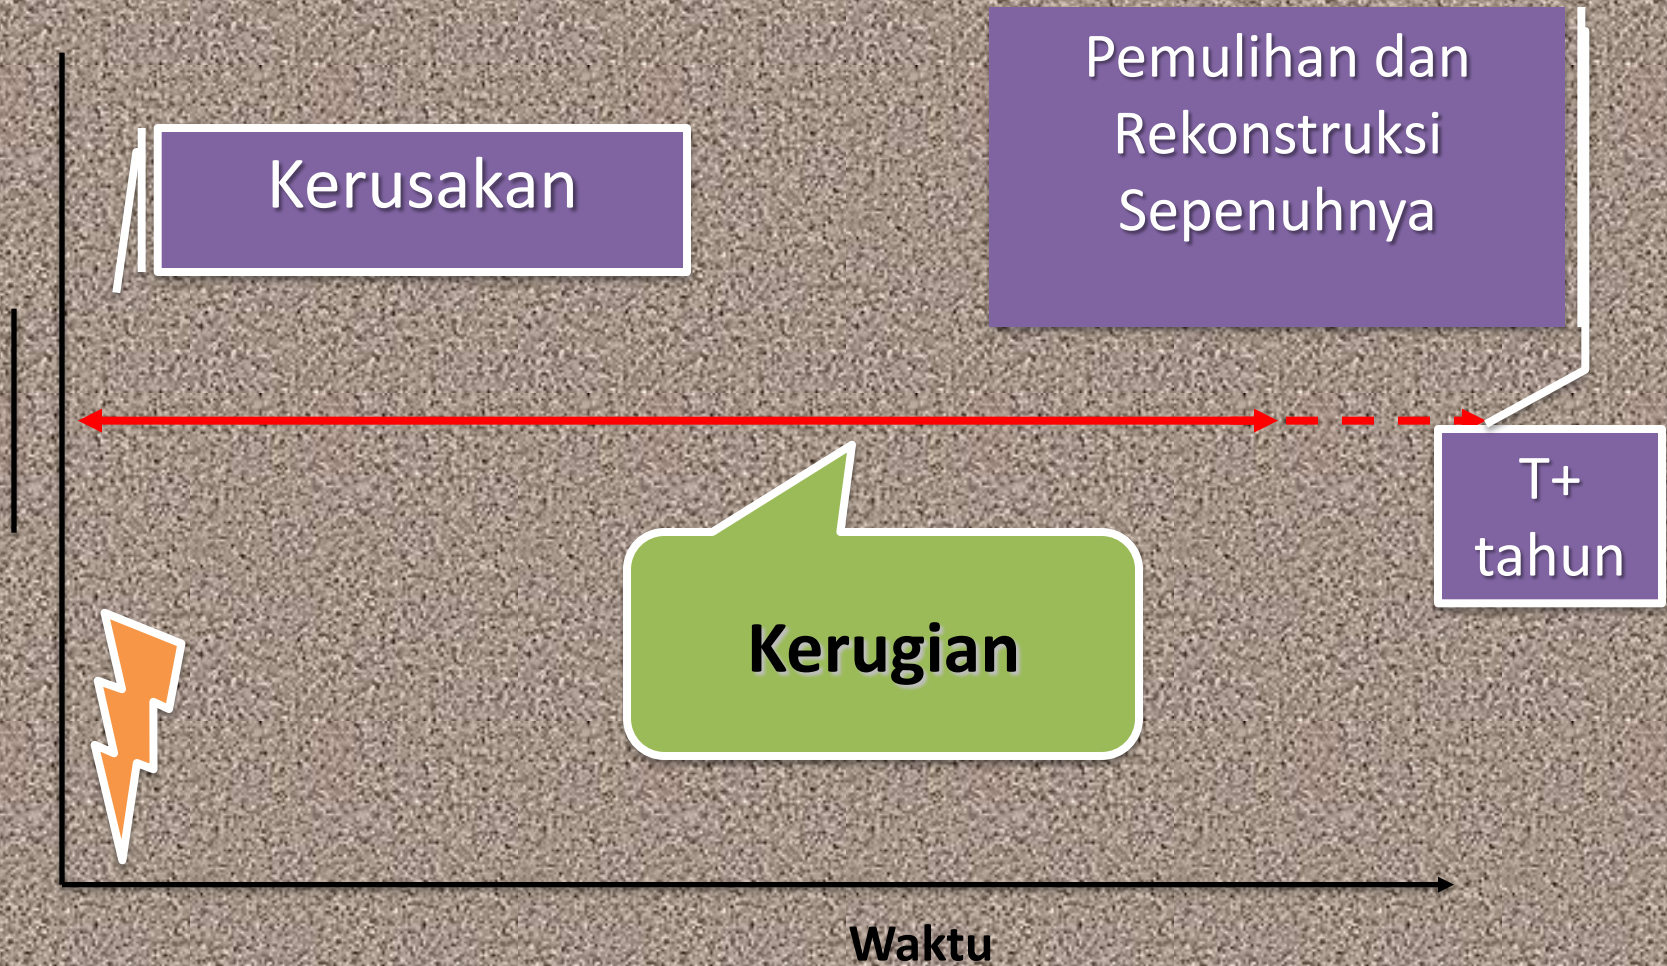 Pemulihan dan
Rekonstruksi
Sepenuhnya
Kerusakan
T+
tahun
Kerugian
Waktu